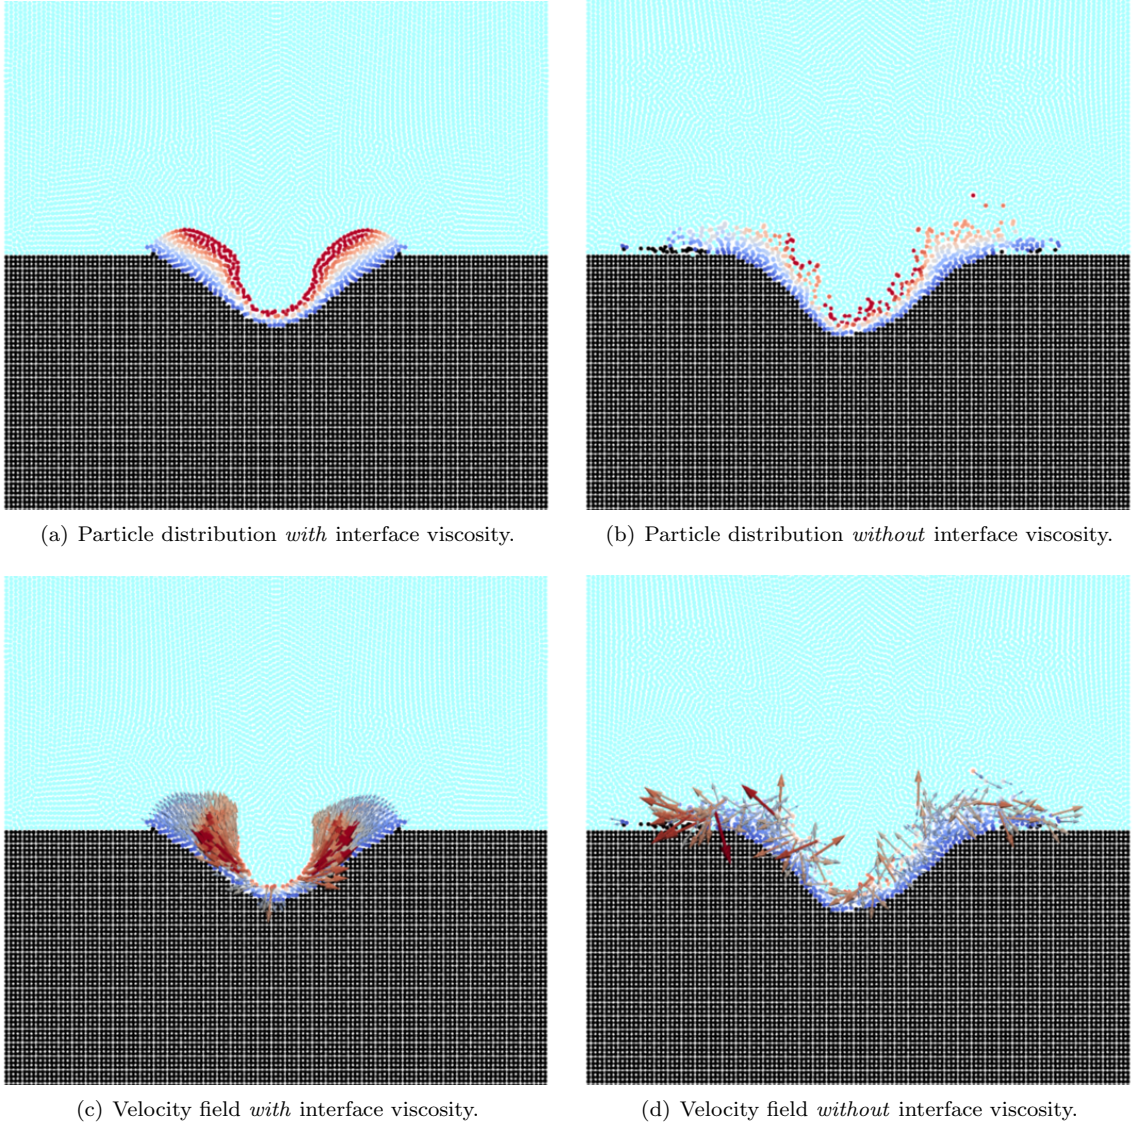 (a) Particle distribution with interface viscosity.
(b) Particle distribution without interface viscosity.
(c) Velocity field with interface viscosity.
(d) Velocity field without interface viscosity.